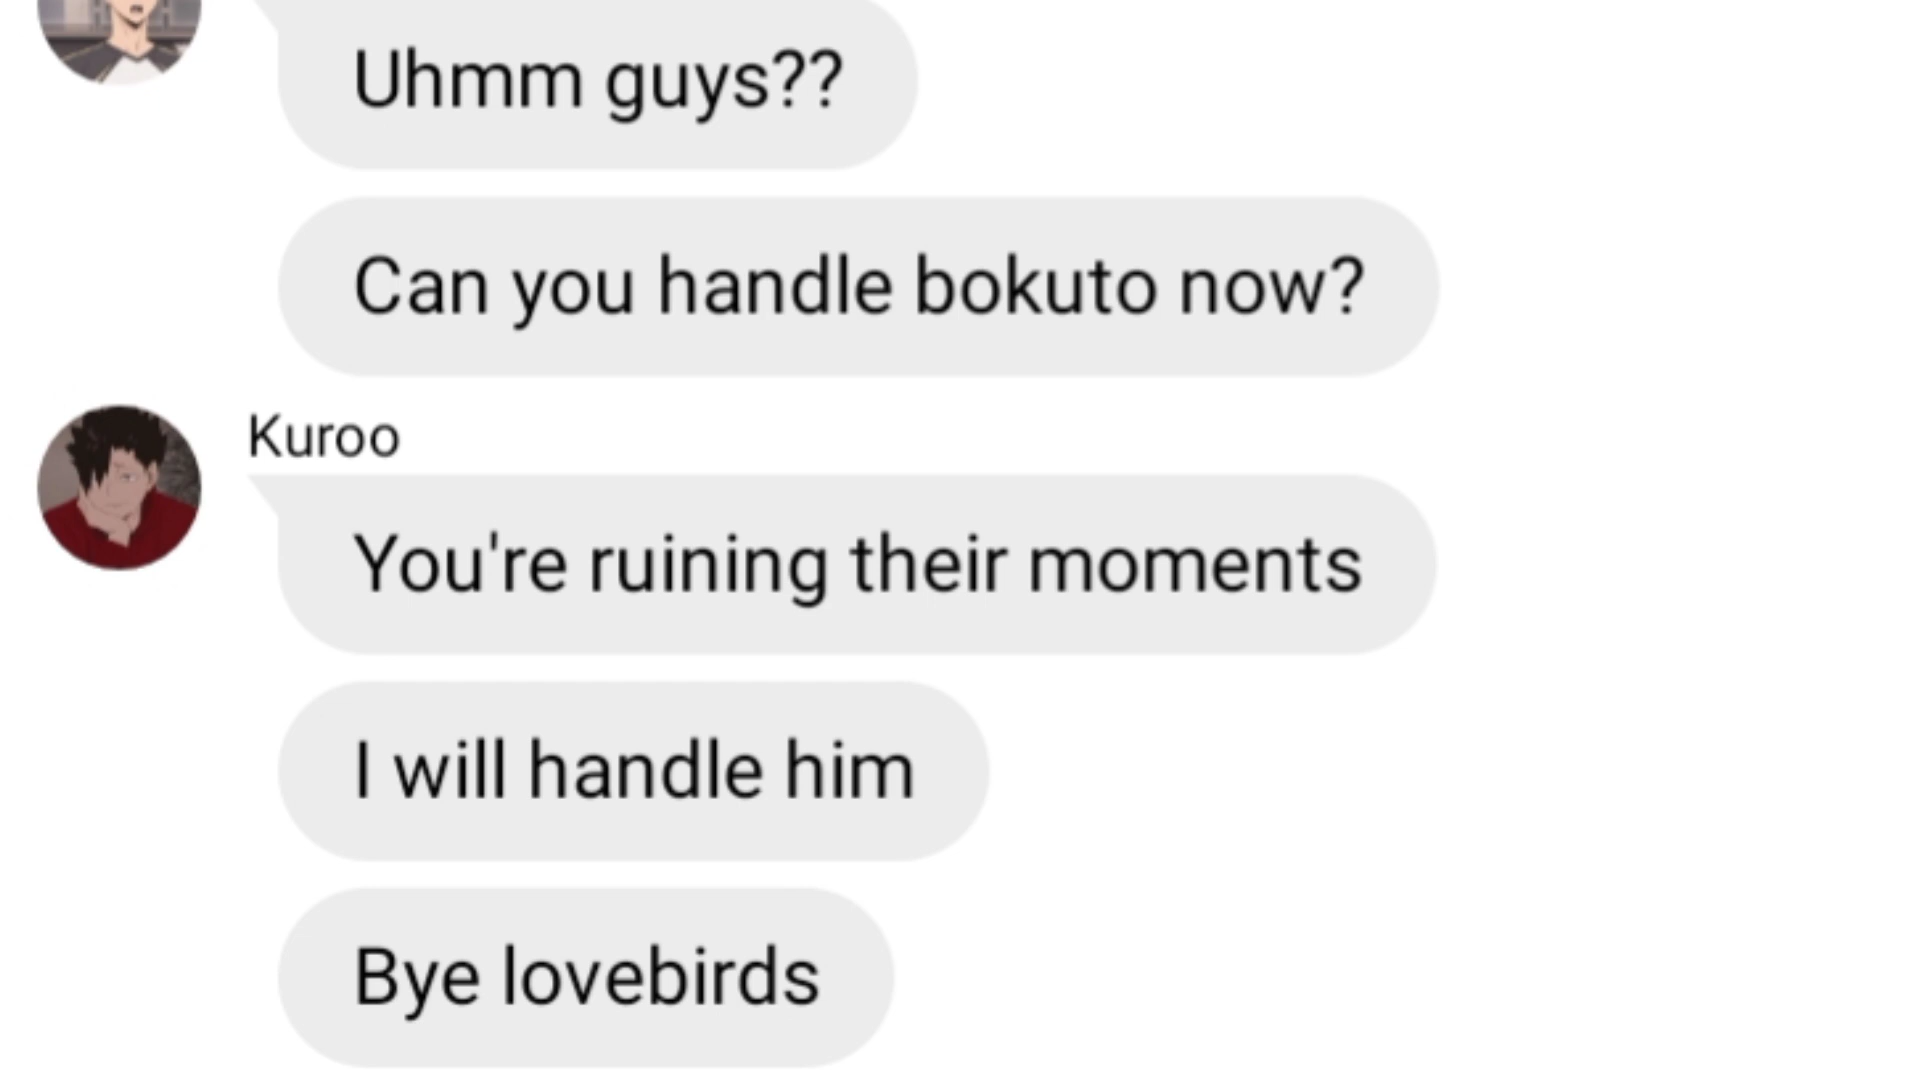 Uhmm guys??
Can you handle bokuto now?
Kuroo
You're ruining their moments
I will handle him
Bye lovebirds